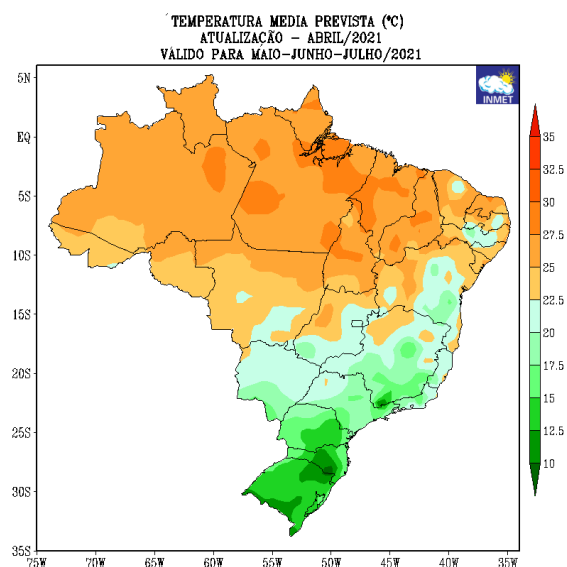 TEMPERATURA MEDIA PREVISTA (°C)
ATUALIZAÇÃO - ABRIL/2021
VÁLIDO PARA MAIO-JUNHO-JULHO/2021
INMET
5N
EQ
5S
10S
15S
20S
25S
30S
35S
75W
70W
65W
60W
55W
50W
45W
40W
35W
35
32.5
30
27.5
25
22.5
20
17.5
15
12.5
10